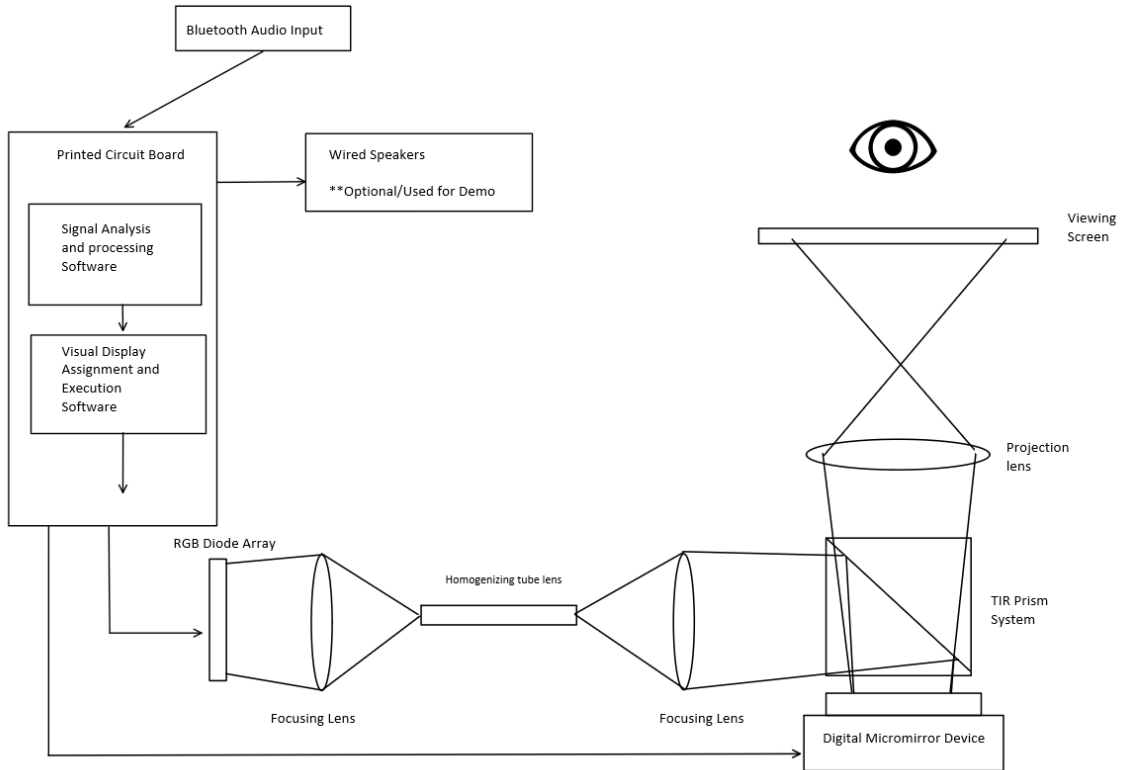 Bluetooth Audio Input
Printed Circuit Board
Wired Speakers
**Optional/Used for Demo
Signal Analysis
and processing
Software
Visual Display
Assignment and
Execution
Software
Viewing
Screen
Projection
lens
RGB Diode Array
Homogenizing tube lens
TIR Prism
System
Focusing Lens
Focusing Lens
Digital Micromirror Device